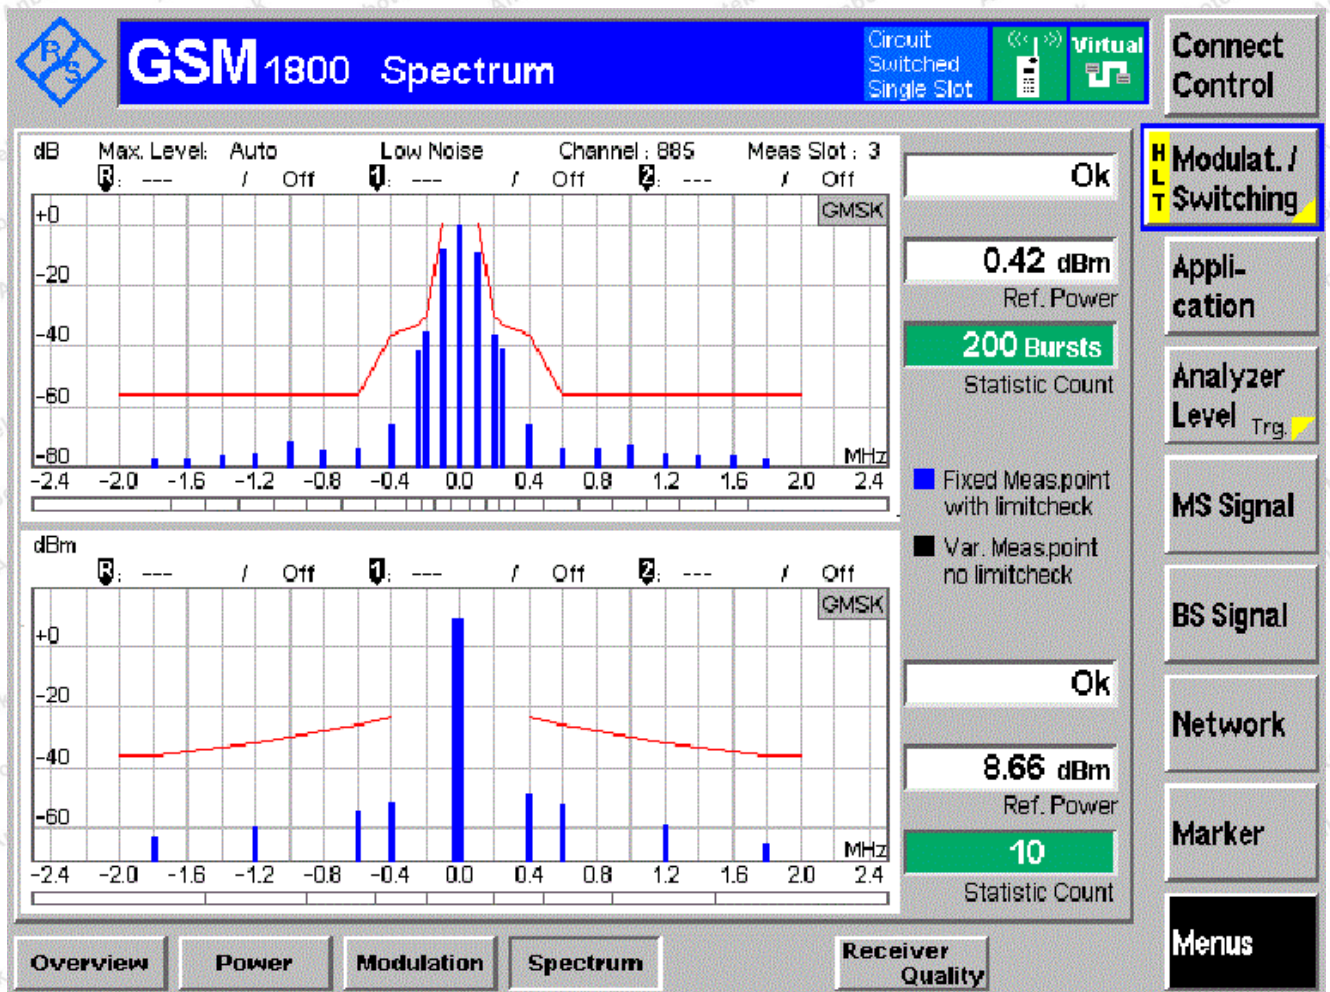 R S
GSM 1800 Spectrum
Circuit
Switched
Single Slot
Virtual
Connect
Control
dB Max. Level: Auto Low Noise Channel : 885 Meas Slot : 3
R : --- / Off 1 : --- / Off 2 : --- / Off
GMSK
+0
-20
-40
-60
-80
MHz
-2.4 -2.0 -1.6 -1.2 -0.8 -0.4 0.0 0.4 0.8 1.2 1.6 2.0 2.4
Ok
0.42 dBm
Ref. Power
200 Bursts
Statistic Count
Fixed Meas.point
with limitcheck
Var. Meas.point
no limitcheck
dBm
R : --- / Off 1 : --- / Off 2 : --- / Off
GMSK
+0
-20
-40
-60
MHz
-2.4 -2.0 -1.6 -1.2 -0.8 -0.4 0.0 0.4 0.8 1.2 1.6 2.0 2.4
Ok
8.66 dBm
Ref. Power
10
Statistic Count
HLT
Modulat. /
Switching
Appli-
cation
Analyzer
Level Trg.
MS Signal
BS Signal
Network
Marker
Menus
Overview Power Modulation Spectrum Receiver
Quality